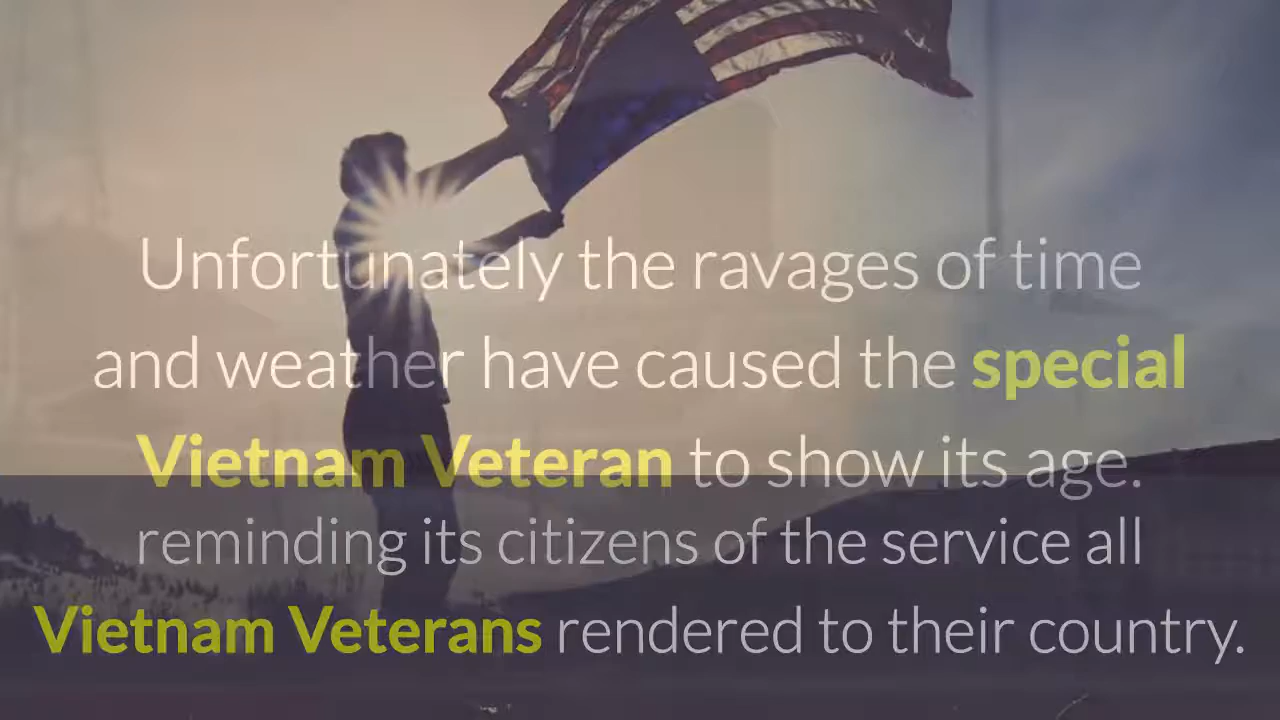 Unfortunately the ravages of time
and weather have caused the special
Vietnam Veteran to show its age.
reminding its citizens of the service all
Vietnam Veterans rendered to their country.